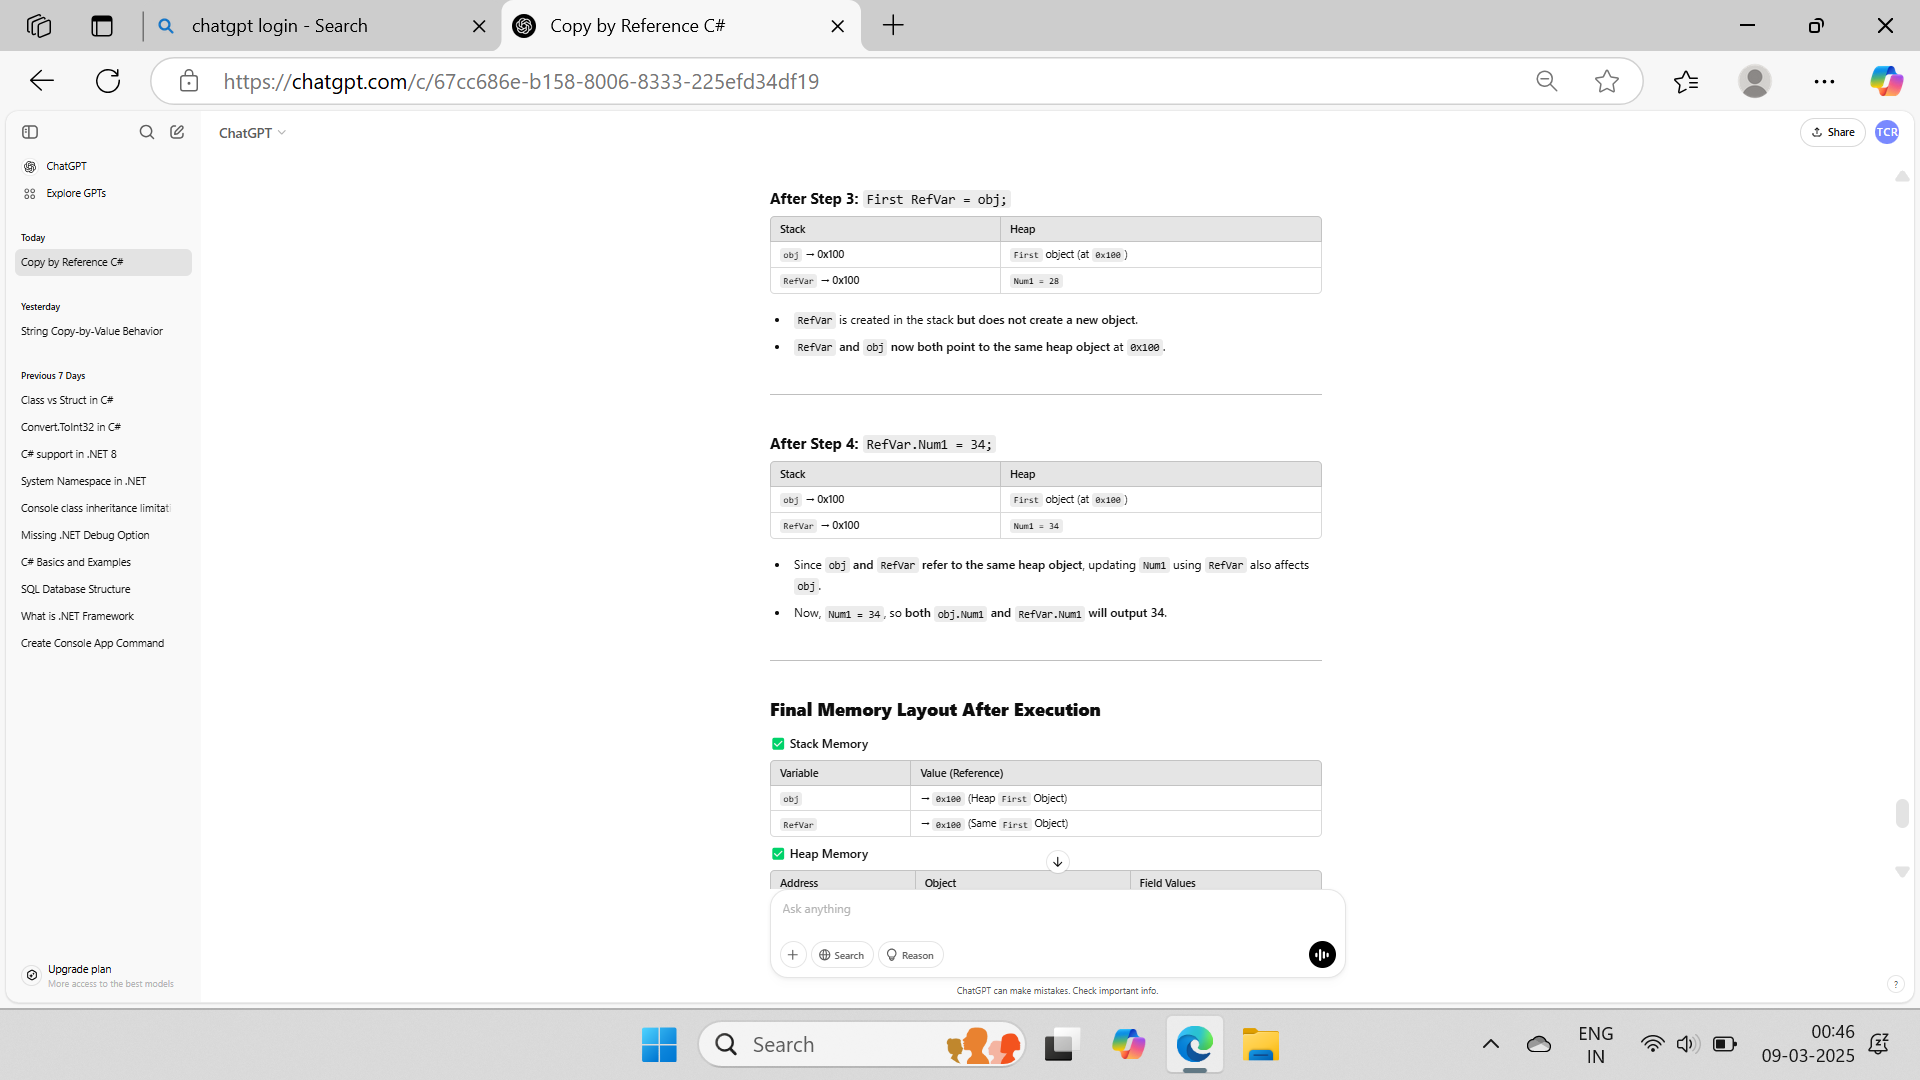 chatgpt login - Search
Copy by Reference C#
https://chatgpt.com/c/67cc686e-b158-8006-8333-225efd34df19
ChatGPT
Share
TCR
ChatGPT
Explore GPTs
Today
Copy by Reference C#
Yesterday
String Copy-by-Value Behavior
Previous 7 Days
Class vs Struct in C#
Convert.ToInt32 in C#
C# support in .NET 8
System Namespace in .NET
Console class inheritance limitati
Missing .NET Debug Option
C# Basics and Examples
SQL Database Structure
What is .NET Framework
Create Console App Command
Upgrade plan
More access to the best models
After Step 3: First RefVar = obj;
Stack Heap
obj → 0x100 First object (at 0x100)
RefVar → 0x100 Num1 = 28
• RefVar is created in the stack but does not create a new object.
• RefVar and obj now both point to the same heap object at 0x100.
After Step 4: RefVar.Num1 = 34;
Stack Heap
obj → 0x100 First object (at 0x100)
RefVar → 0x100 Num1 = 34
• Since obj and RefVar refer to the same heap object, updating Num1 using RefVar also affects
obj.
• Now, Num1 = 34, so both obj.Num1 and RefVar.Num1 will output 34.
Final Memory Layout After Execution
✅ Stack Memory
Variable Value (Reference)
obj → 0x100 (Heap First Object)
RefVar → 0x100 (Same First Object)
✅ Heap Memory
Address Object Field Values
Ask anything
Search Reason
ChatGPT can make mistakes. Check important info.
?
Search
ENG
IN
00:46
09-03-2025